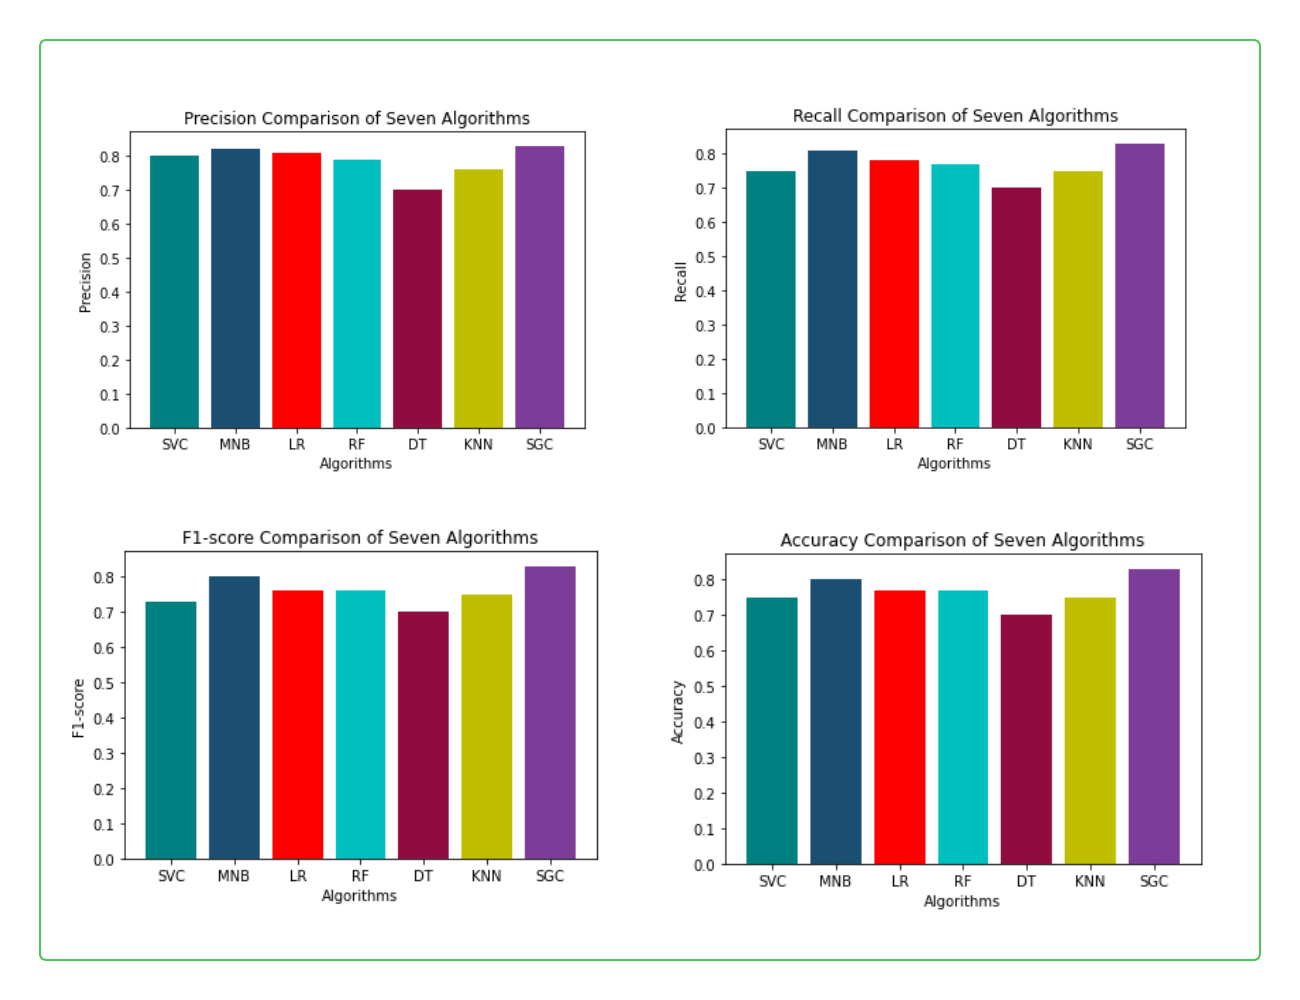 Precision Comparison of Seven Algorithms
0.8
0.7
0.6
0.5
0.4
0.3
0.2
0.1
0.0
Precision
SVC MNB LR RF DT KNN SGC
Algorithms
Recall Comparison of Seven Algorithms
0.8
0.7
0.6
0.5
0.4
0.3
0.2
0.1
0.0
Recall
SVC MNB LR RF DT KNN SGC
Algorithms
F1-score Comparison of Seven Algorithms
0.8
0.7
0.6
0.5
0.4
0.3
0.2
0.1
0.0
F1-score
SVC MNB LR RF DT KNN SGC
Algorithms
Accuracy Comparison of Seven Algorithms
0.8
0.7
0.6
0.5
0.4
0.3
0.2
0.1
0.0
Accuracy
SVC MNB LR RF DT KNN SGC
Algorithms